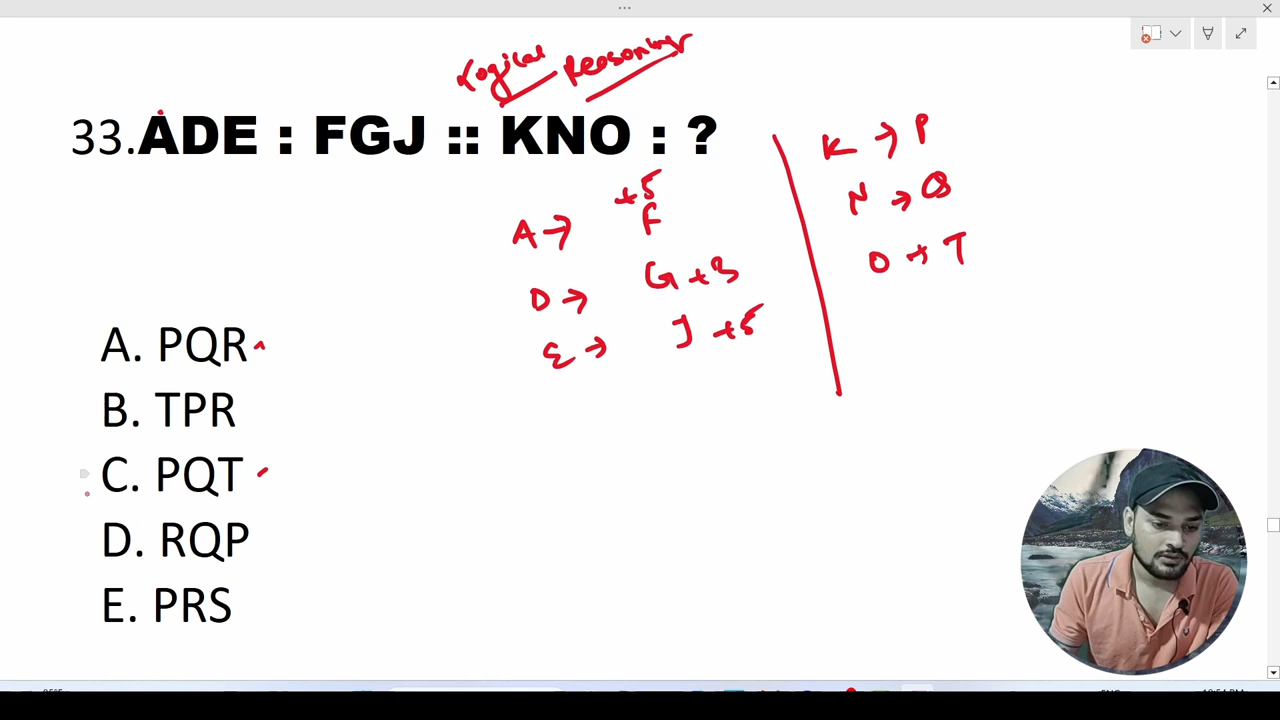 Logical Reasoning
33.ADE : FGJ :: KNO : ?
+5
A → F
D → G +3
E → J +5
K → P
N → Q
O → T
A. PQR
B. TPR
C. PQT
D. RQP
E. PRS